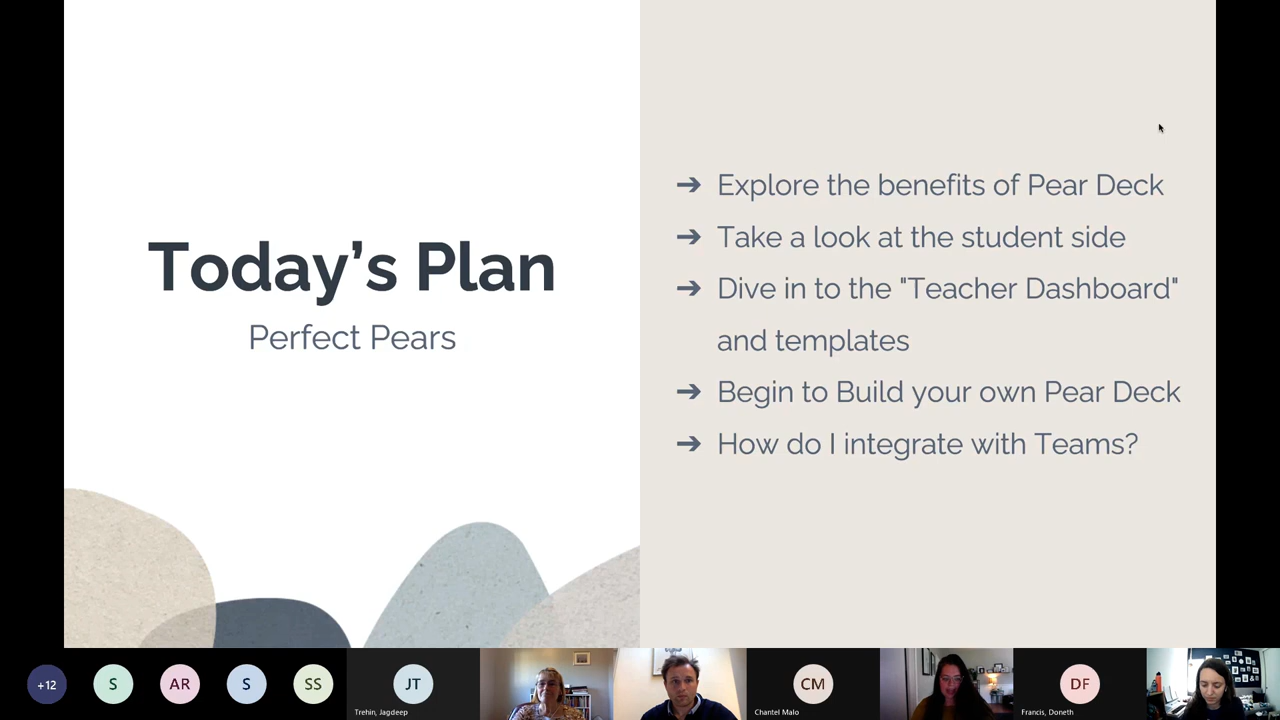 Today's Plan
Perfect Pears
➔ Explore the benefits of Pear Deck
➔ Take a look at the student side
➔ Dive in to the "Teacher Dashboard"
and templates
➔ Begin to Build your own Pear Deck
➔ How do I integrate with Teams?
+12
S
AR
S
SS
JT
Trehin, Jagdeep
CM
Chantel Malo
DF
Francis, Doneth